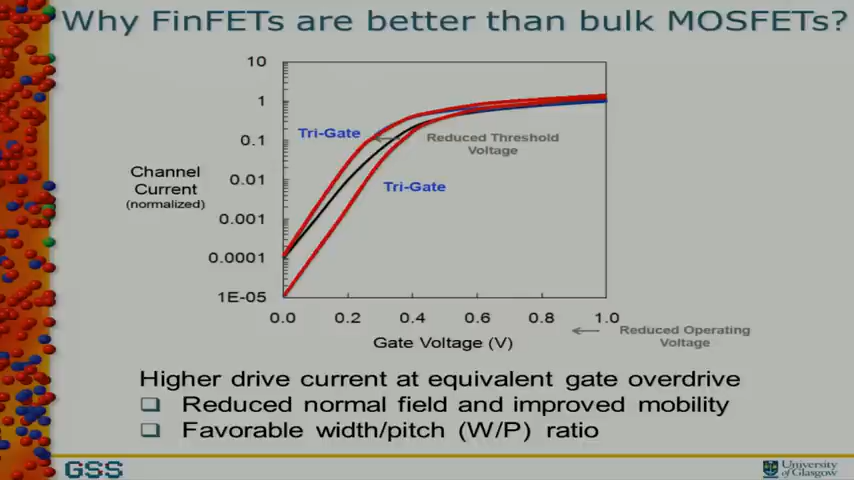 Why FinFETs are better than bulk MOSFETs?
10
1
0.1
0.01
0.001
0.0001
1E-05
Channel
Current
(normalized)
Tri-Gate
Reduced Threshold
Voltage
Tri-Gate
0.0 0.2 0.4 0.6 0.8 1.0
Gate Voltage (V)
Reduced Operating
Voltage
Higher drive current at equivalent gate overdrive
Reduced normal field and improved mobility
Favorable width/pitch (W/P) ratio
GSS
University
of Glasgow